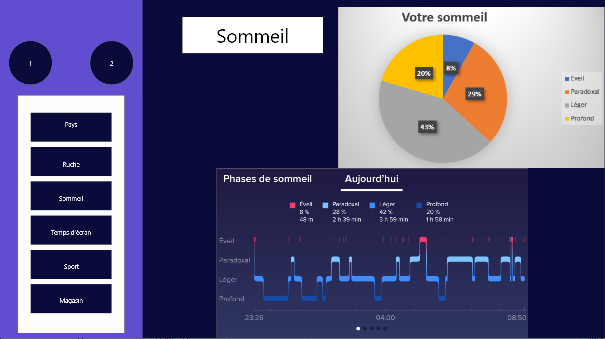 1
2
Pays
Ruche
Sommeil
Temps d'écran
Sport
Magasin
Sommeil
Votre sommeil
8%
29%
43%
20%
Eveil
Paradoxal
Léger
Profond
Phases de sommeil Aujourd'hui
Éveil Paradoxal Léger Profond
8 % 28 % 42 % 20 %
48 m 2 h 39 min 3 h 59 min 1 h 58 min
Éveil
Paradoxal
Léger
Profond
23:26 04:00 08:50